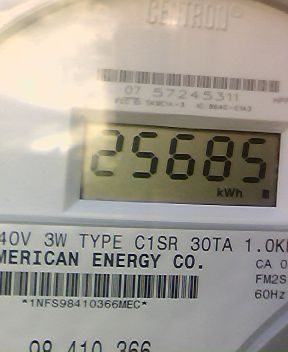 CENTRON®
07 57245311
25685
kWh
40V 3W TYPE C1SR 30TA 1.0K
MERICAN ENERGY CO.
CA 0
FM2S
60Hz
*1NFS98410366MEC*
98 410 366